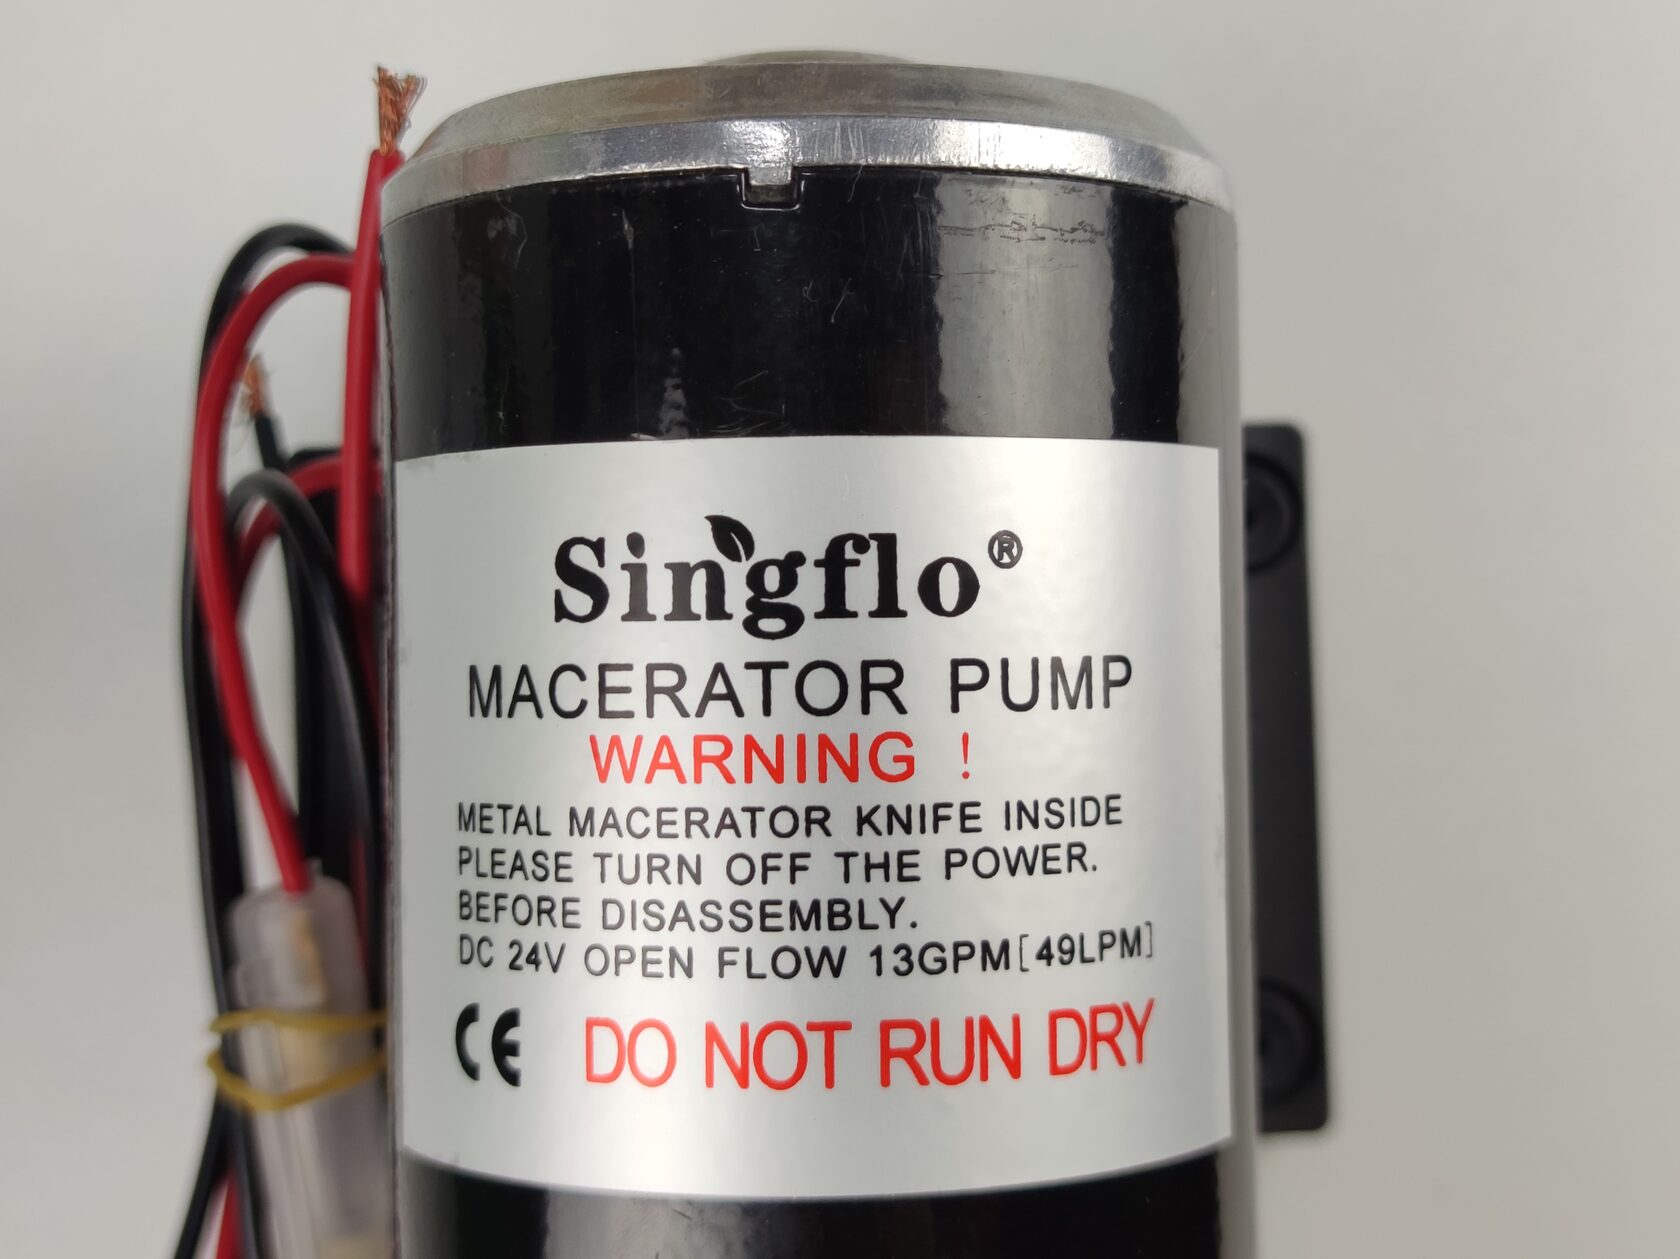 Singflo®
MACERATOR PUMP
WARNING !
METAL MACERATOR KNIFE INSIDE
PLEASE TURN OFF THE POWER.
BEFORE DISASSEMBLY.
DC 24V OPEN FLOW 13GPM[49LPM]
CE DO NOT RUN DRY